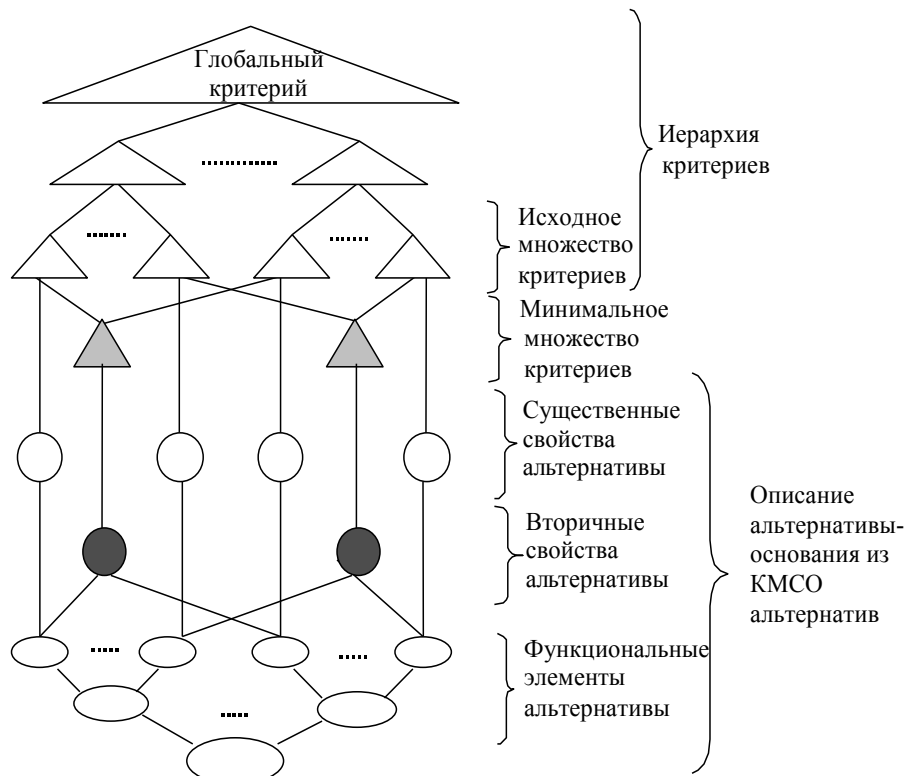 Глобальный
критерий
Иерархия
критериев
Исходное
множество
критериев
Минимальное
множество
критериев
Существенные
свойства
альтернативы
Вторичные
свойства
альтернативы
Описание
альтернативы-
основания из
КМСО
альтернатив
Функциональные
элементы
альтернативы